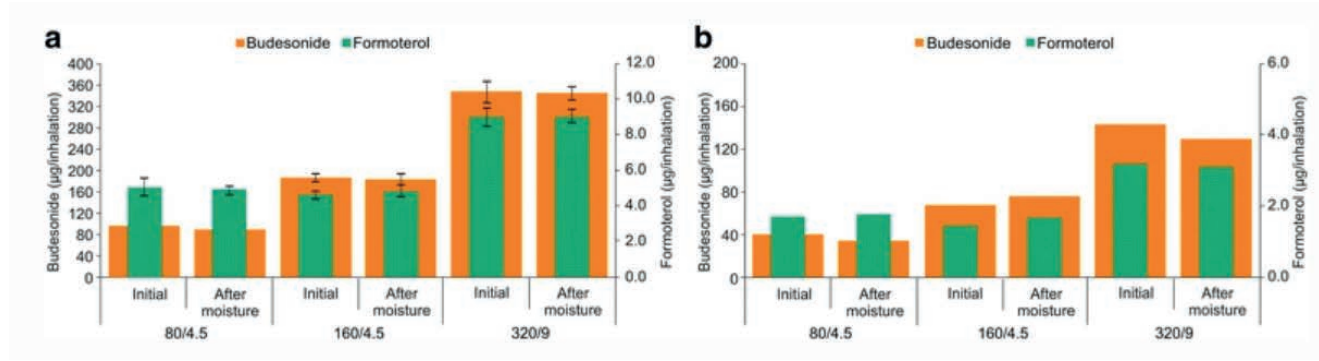 a
Budesonide Formoterol
Budesonide (µg/inhalation)
400
360
320
280
240
200
160
120
80
40
0
12.0
10.0
8.0
6.0
4.0
2.0
0.0
Formoterol (µg/inhalation)
Initial After moisture Initial After moisture Initial After moisture
80/4.5 160/4.5 320/9
b
Budesonide Formoterol
Budesonide (µg/inhalation)
200
160
120
80
40
0
6.0
4.0
2.0
0.0
Formoterol (µg/inhalation)
Initial After moisture Initial After moisture Initial After moisture
80/4.5 160/4.5 320/9